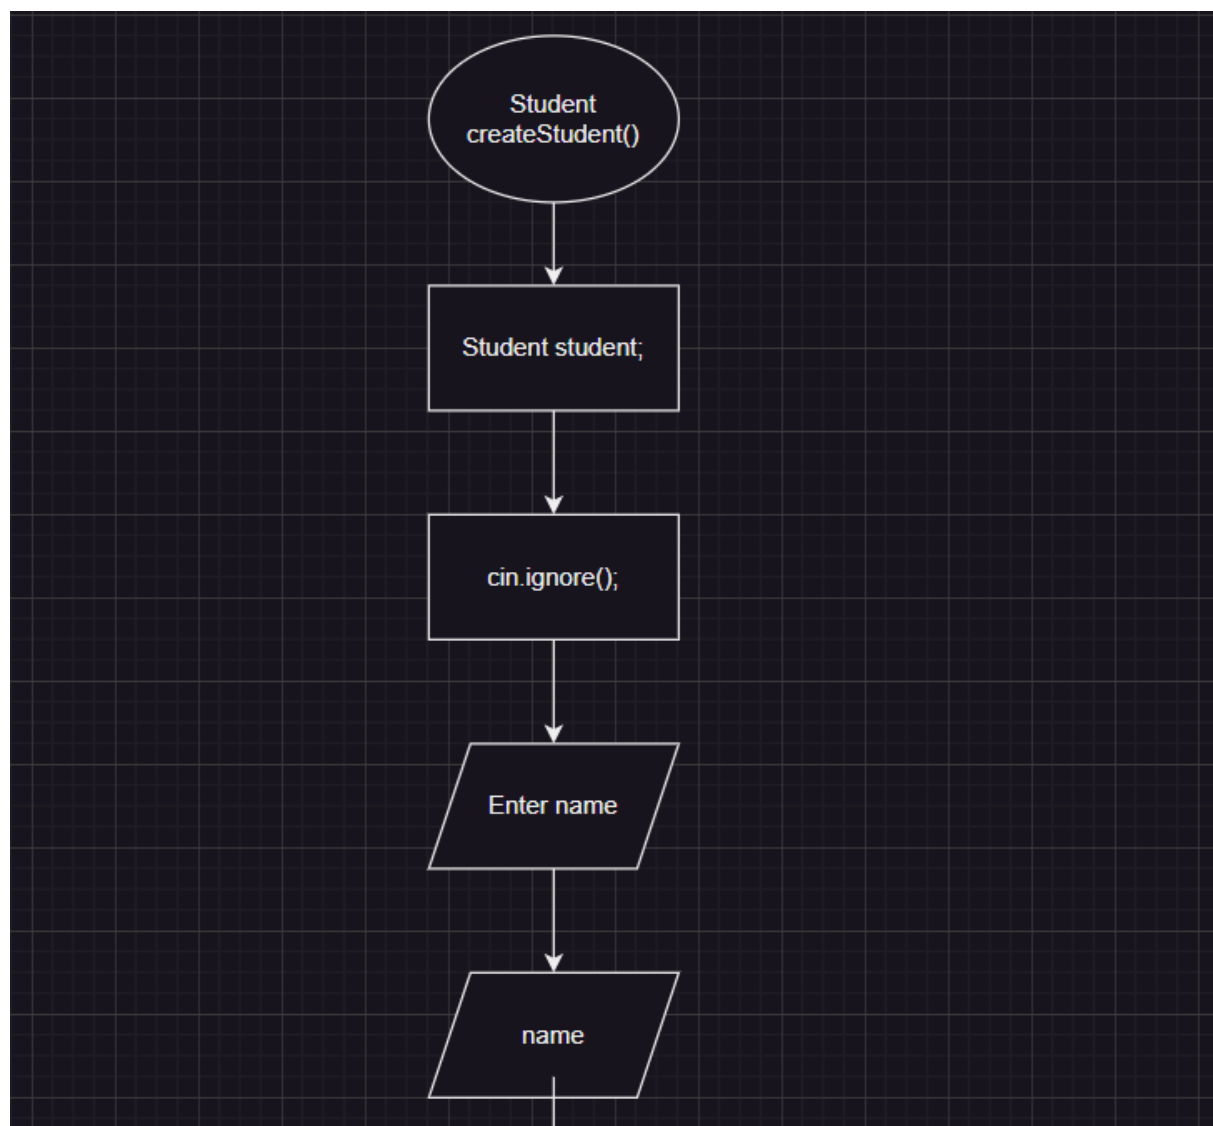 Student
createStudent()
Student student;
cin.ignore();
Enter name
name